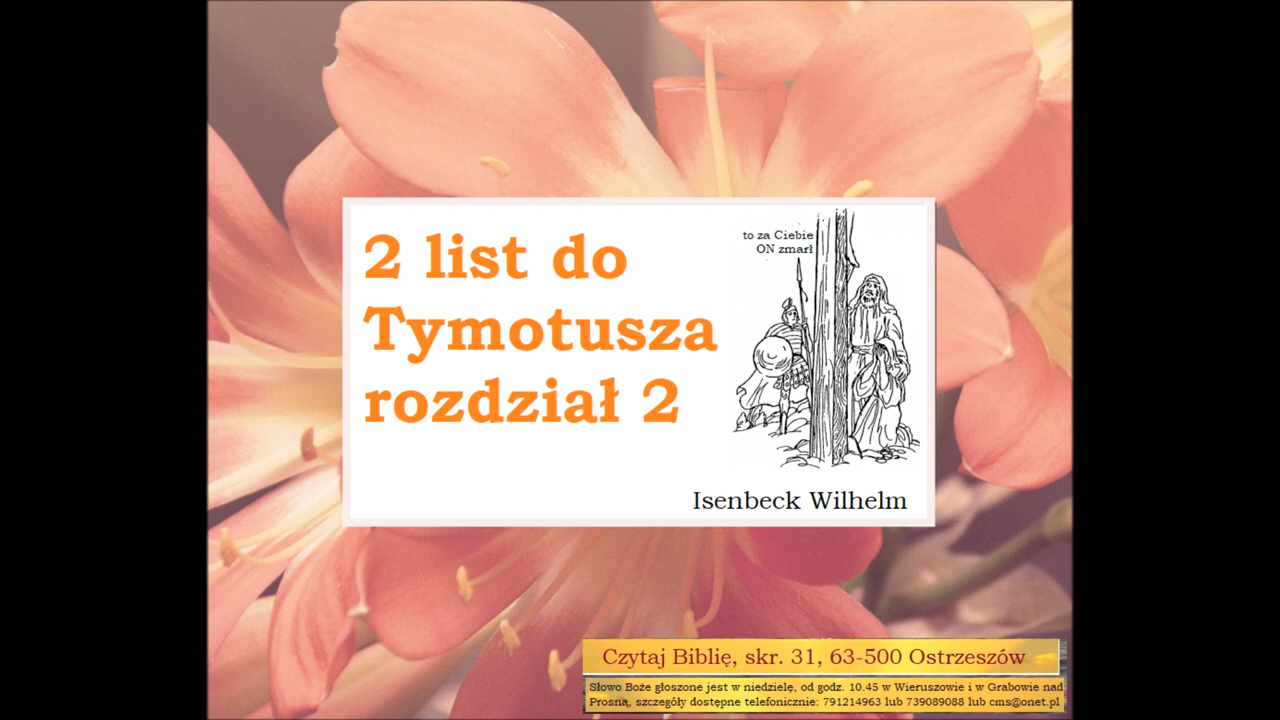 2 list do
Tymotusza
rozdział 2
to za Ciebie
ON zmarł
Isenbeck Wilhelm
Czytaj Biblię, skr. 31, 63-500 Ostrzeszów
Słowo Boże głoszone jest w niedzielę, od godz. 10.45 w Wieruszowie i w Grabowie nad
Prosną, szczegóły dostępne telefonicznie: 791214963 lub 739089088 lub cms@onet.pl